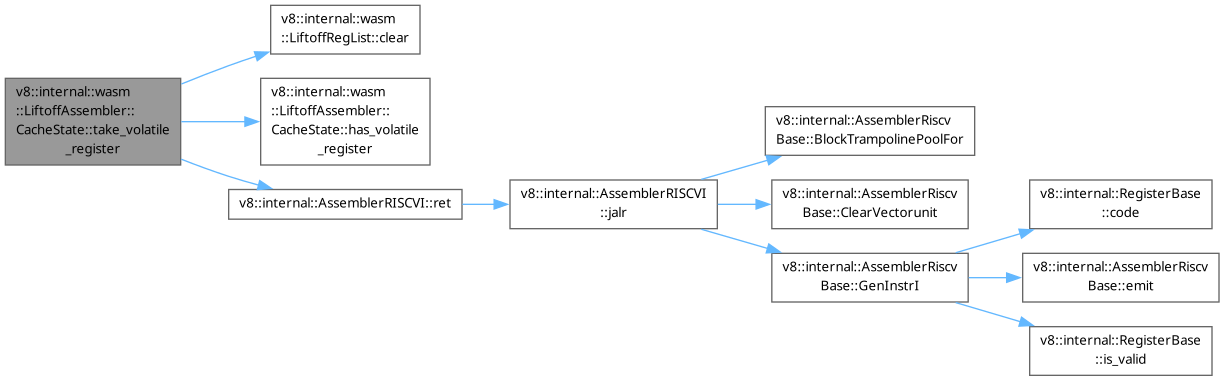 v8::internal::wasm
::LiftoffRegList::clear
v8::internal::wasm
::LiftoffAssembler::
CacheState::take_volatile
_register
v8::internal::wasm
::LiftoffAssembler::
CacheState::has_volatile
_register
v8::internal::AssemblerRISCVI::ret
v8::internal::AssemblerRISCVI
::jalr
v8::internal::AssemblerRiscv
Base::BlockTrampolinePoolFor
v8::internal::AssemblerRiscv
Base::ClearVectorunit
v8::internal::AssemblerRiscv
Base::GenInstrI
v8::internal::RegisterBase
::code
v8::internal::AssemblerRiscv
Base::emit
v8::internal::RegisterBase
::is_valid